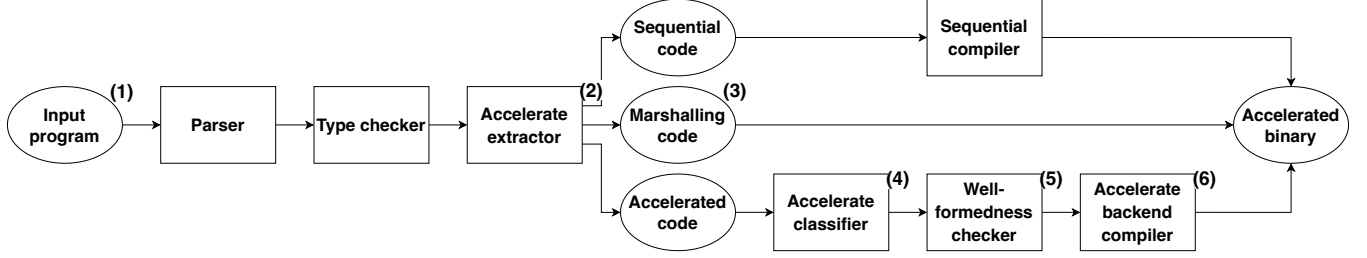 Input
program
(1)
Parser
Type checker
Accelerate
extractor
(2)
Sequential
code
Sequential
compiler
Marshalling
code
(3)
Accelerated
code
Accelerate
classifier
(4)
Well-
formedness
checker
(5)
Accelerate
backend
compiler
(6)
Accelerated
binary